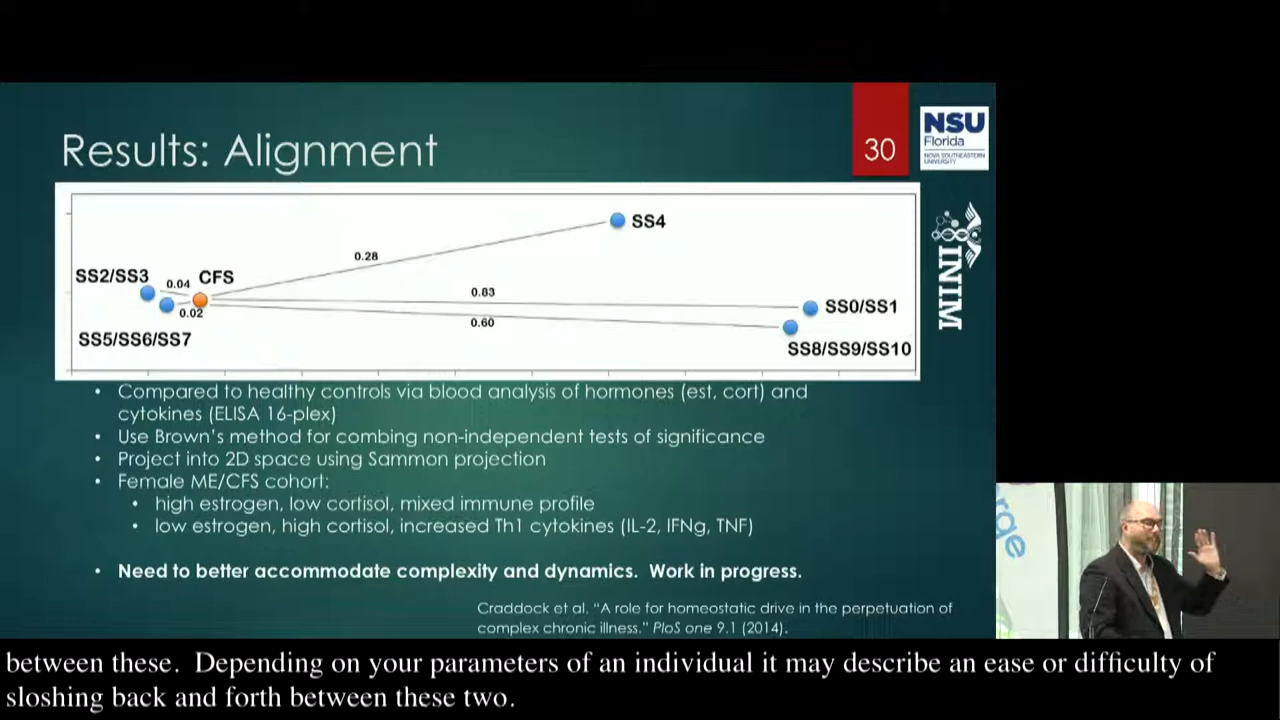 Results: Alignment
30
NSU
Florida
NOVA SOUTHEASTERN
UNIVERSITY
INIM
SS4
0.28
SS2/SS3
0.04
CFS
0.83
SS0/SS1
0.02
0.60
SS5/SS6/SS7
SS8/SS9/SS10
• Compared to healthy controls via blood analysis of hormones (est, cort) and
cytokines (ELISA 16-plex)
• Use Brown's method for combing non-independent tests of significance
• Project into 2D space using Sammon projection
• Female ME/CFS cohort:
• high estrogen, low cortisol, mixed immune profile
• low estrogen, high cortisol, increased Th1 cytokines (IL-2, IFNg, TNF)
• Need to better accommodate complexity and dynamics. Work in progress.
Craddock et al. "A role for homeostatic drive in the perpetuation of
complex chronic illness." PloS one 9.1 (2014).
erge
between these. Depending on your parameters of an individual it may describe an ease or difficulty of
sloshing back and forth between these two.